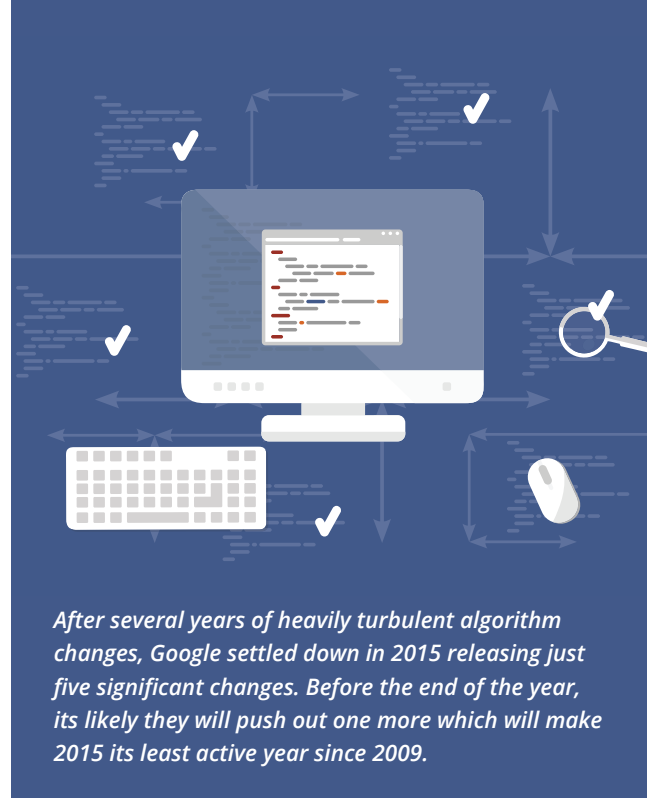 After several years of heavily turbulent algorithm
changes, Google settled down in 2015 releasing just
five significant changes. Before the end of the year,
its likely they will push out one more which will make
2015 its least active year since 2009.